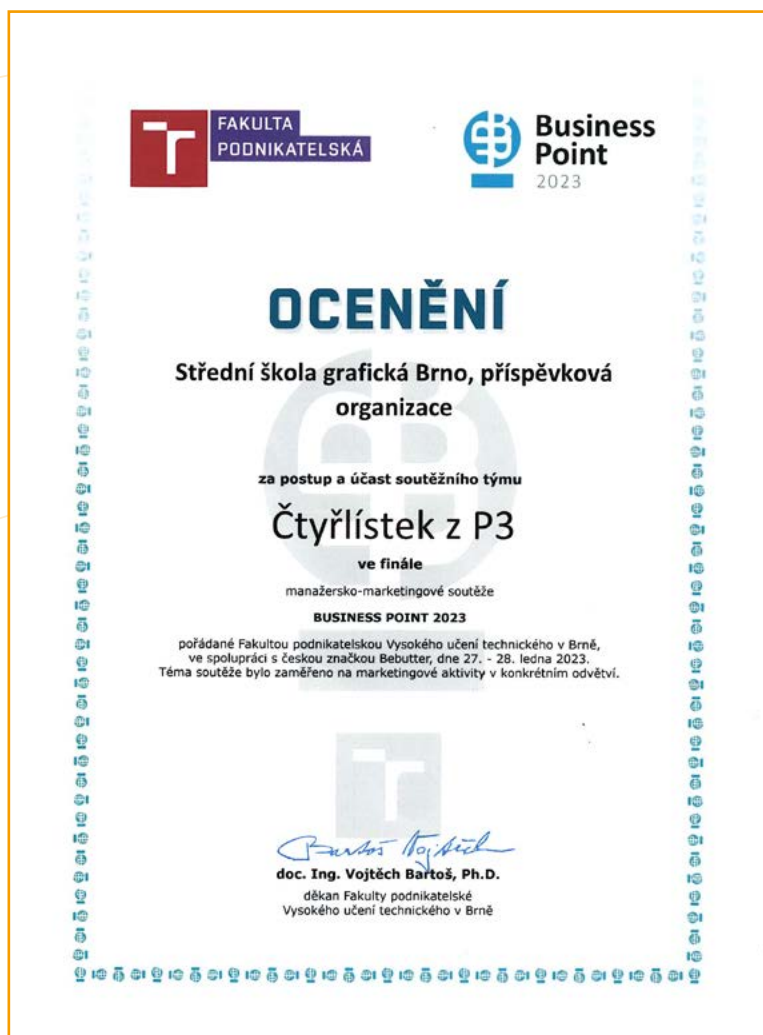 FAKULTA
PODNIKATELSKÁ
Business
Point
2023
OCENĚNÍ
Střední škola grafická Brno, příspěvková
organizace
za postup a účast soutěžního týmu
Čtyřlístek z P3
ve finále
manažersko-marketingové soutěže
BUSINESS POINT 2023
pořádané Fakultou podnikatelskou Vysokého učení technického v Brně,
ve spolupráci s českou značkou Bebutter, dne 27. - 28. ledna 2023.
Téma soutěže bylo zaměřeno na marketingové aktivity v konkrétním odvětví.
Bartoš Vojtěch
doc. Ing. Vojtěch Bartoš, Ph.D.
děkan Fakulty podnikatelské
Vysokého učení technického v Brně